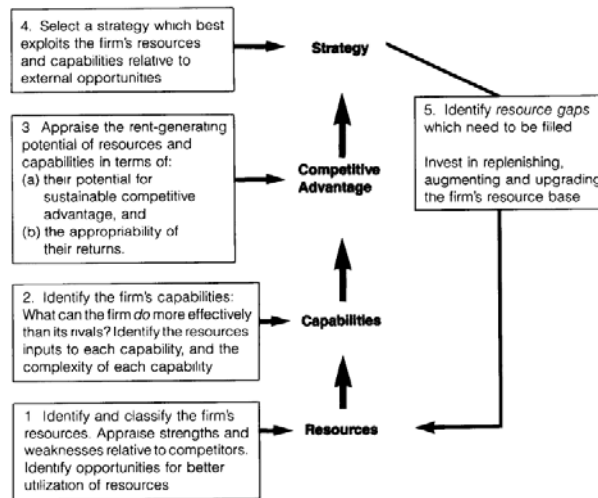 4. Select a strategy which best
exploits the firm's resources
and capabilities relative to
external opportunities
Strategy
5. Identify resource gaps
which need to be filled
Invest in replenishing,
augmenting and upgrading
the firm's resource base
3 Appraise the rent-generating
potential of resources and
capabilities in terms of:
(a) their potential for
sustainable competitive
advantage, and
(b) the appropriability of
their returns.
Competitive
Advantage
2. Identify the firm's capabilities:
What can the firm do more effectively
than its rivals? Identify the resources
inputs to each capability, and the
complexity of each capability
Capabilities
1 Identify and classify the firm's
resources. Appraise strengths and
weaknesses relative to competitors.
Identify opportunities for better
utilization of resources
Resources